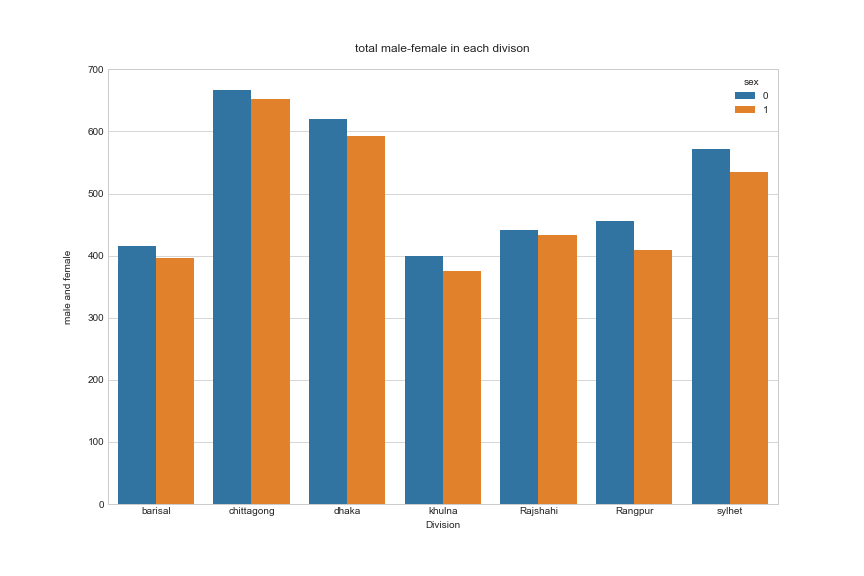 total male-female in each divison
sex
0
1
700
600
500
400
300
200
100
0
male and female
barisal chittagong dhaka khulna Rajshahi Rangpur sylhet
Division